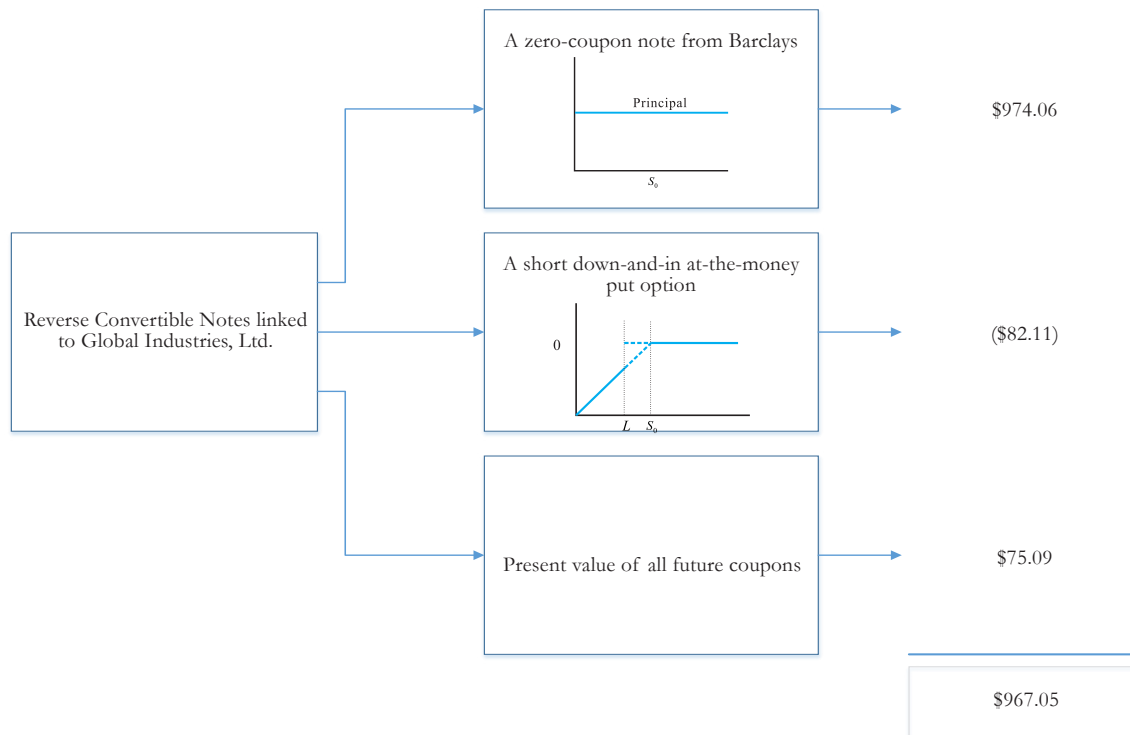 A zero-coupon note from Barclays
Principal
S₀
$974.06
Reverse Convertible Notes linked
to Global Industries, Ltd.
A short down-and-in at-the-money
put option
0
L S₀
($82.11)
Present value of all future coupons
$75.09
$967.05